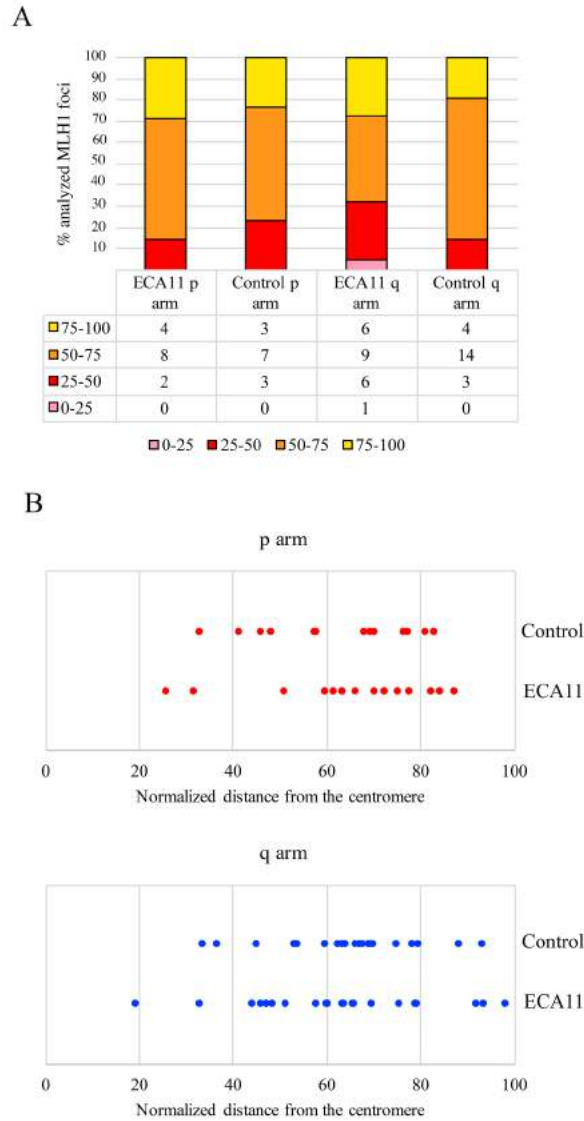 A
100
90
80
70
60
50
40
30
20
10
% analyzed MLH1 foci
ECA11 p arm Control p arm ECA11 q arm Control q arm
75-100 4 3 6 4
50-75 8 7 9 14
25-50 2 3 6 3
0-25 0 0 1 0
0-25 25-50 50-75 75-100
B
p arm
Control
ECA11
0 20 40 60 80 100
Normalized distance from the centromere
q arm
Control
ECA11
0 20 40 60 80 100
Normalized distance from the centromere